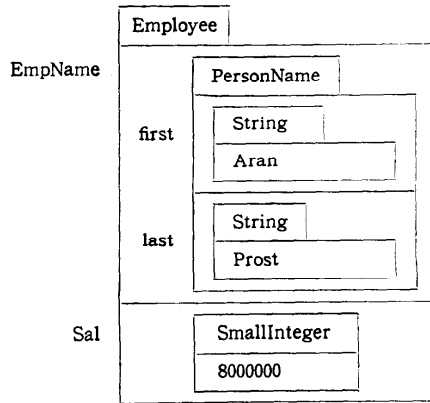 Employee
EmpName
PersonName
first
String
Aran
last
String
Prost
Sal
SmallInteger
8000000